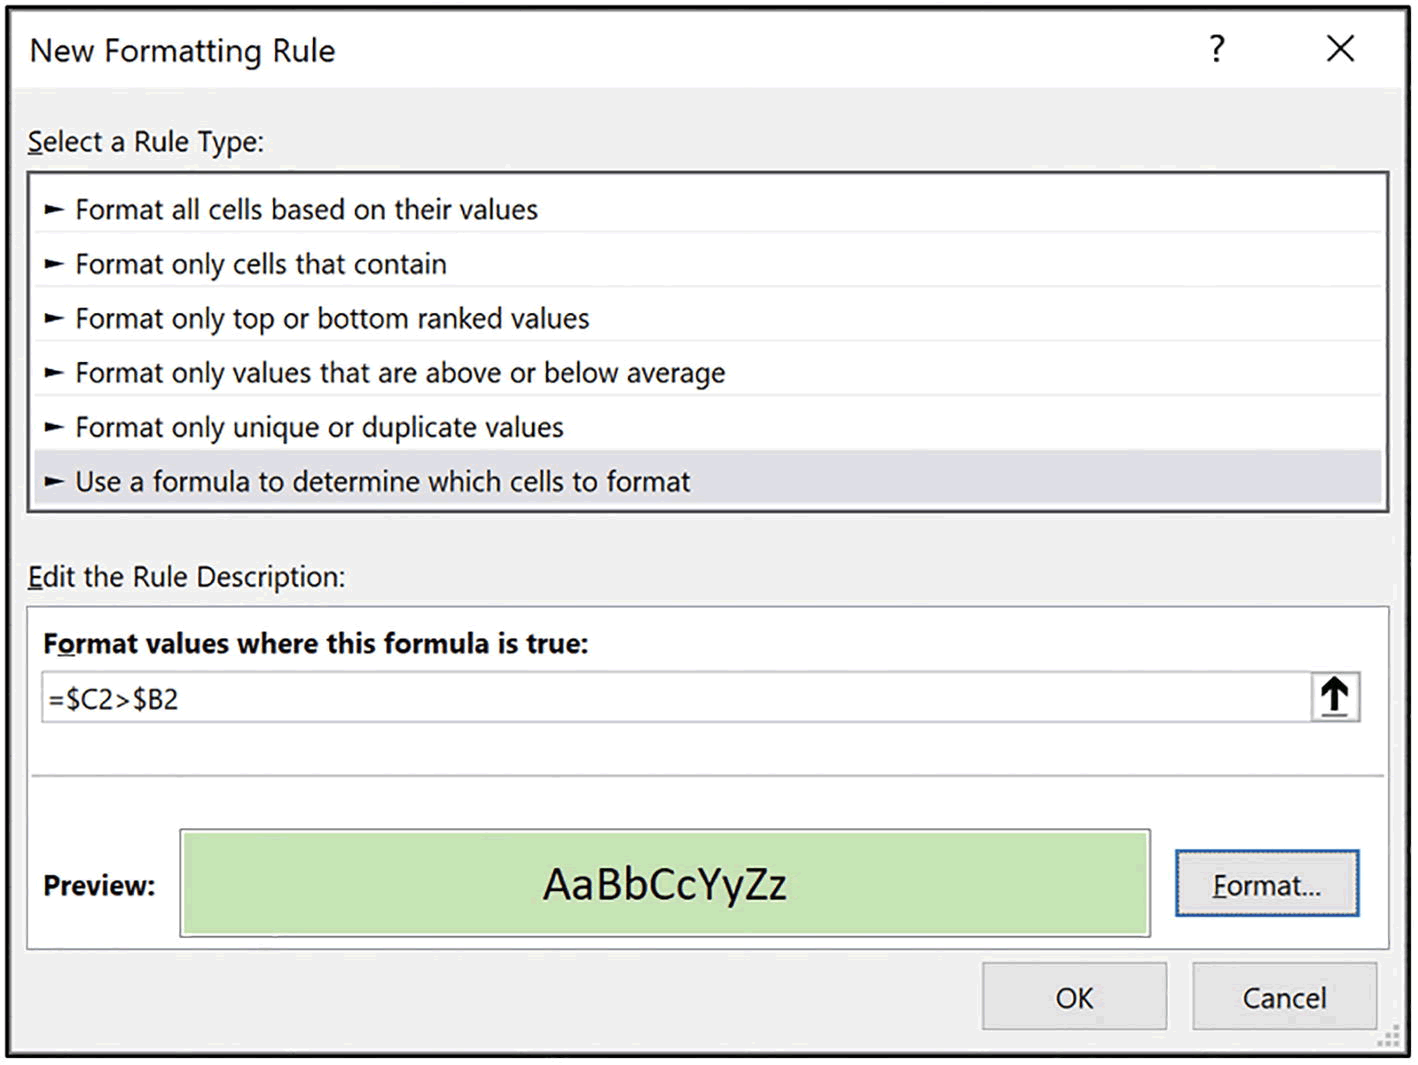 New Formatting Rule ?
Select a Rule Type:
► Format all cells based on their values
► Format only cells that contain
► Format only top or bottom ranked values
► Format only values that are above or below average
► Format only unique or duplicate values
► Use a formula to determine which cells to format
Edit the Rule Description:
Format values where this formula is true:
=$C2>$B2
Preview: AaBbCcYyZz Format...
OK Cancel